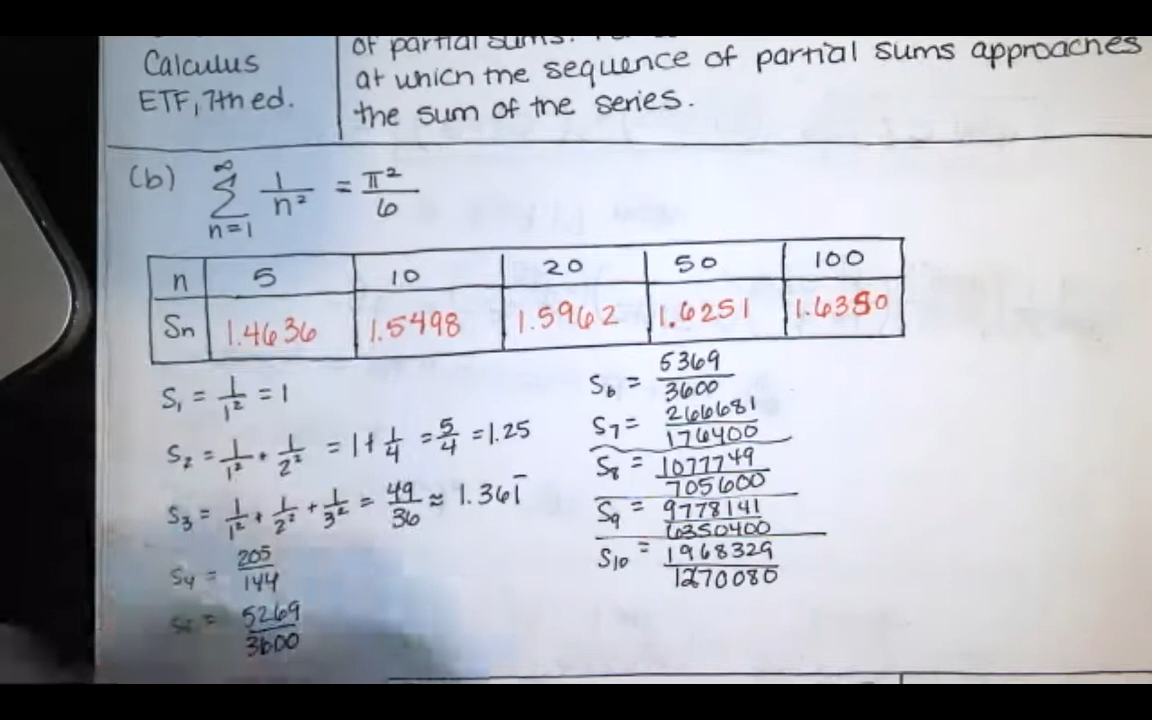 Calculus
ETF, 7th ed.
of partial sums.
at which the sequence of partial sums approaches
the sum of the series.
(b) ∞ Σ n=1 1/n² = π²/6
n 5 10 20 50 100
Sn 1.4636 1.5498 1.5962 1.6251 1.6350
S₁ = 1/1² = 1
S₂ = 1/1² + 1/2² = 1 + 1/4 = 5/4 = 1.25
S₃ = 1/1² + 1/2² + 1/3² = 49/36 ≈ 1.361̅
S₄ = 205/144
S₅ = 5269/3600
S₆ = 5369/3600
S₇ = 266681/176400
S₈ = 1077749/705600
S₉ = 9778141/6350400
S₁₀ = 1968329/1270080